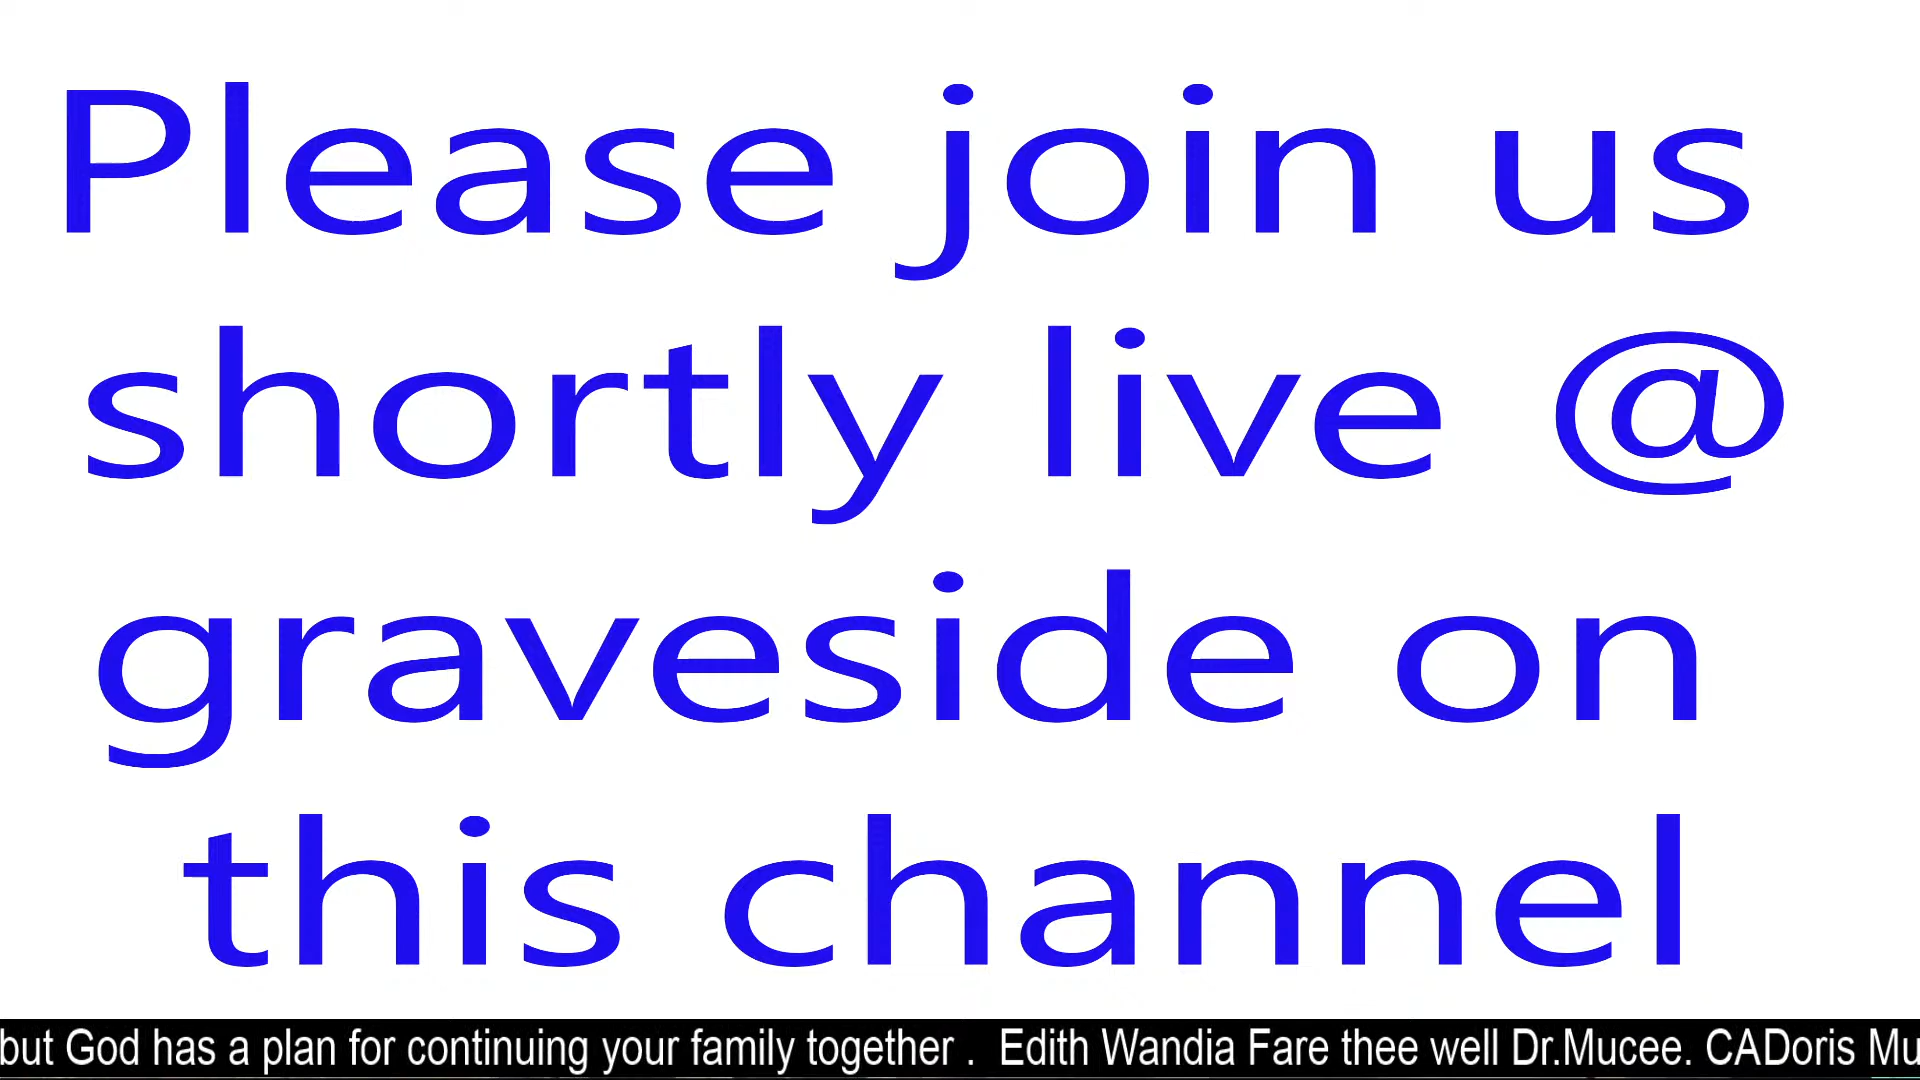 Please join us
shortly live @
graveside on
this channel
but God has a plan for continuing your family together .  Edith Wandia Fare thee well Dr.Mucee. CADoris Mu